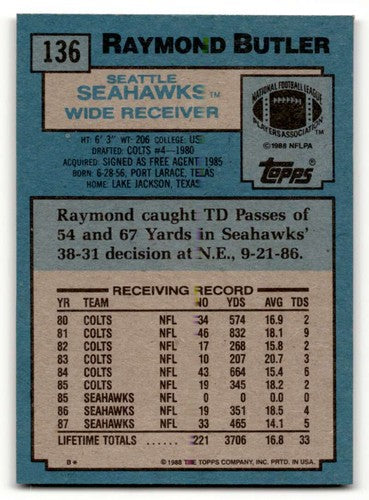 136 RAYMOND BUTLER
SEATTLE
SEAHAWKS™
WIDE RECEIVER
NATIONAL FOOTBALL LEAGUE
PLAYERS ASSOCIATION™
©1988 NFLPA
Topps®
HT: 6' 3" WT: 206 COLLEGE: US
DRAFTED: COLTS #4—1980
ACQUIRED: SIGNED AS FREE AGENT, 1985
BORN: 6-28-56, PORT LARACE, TEXAS
HOME: LAKE JACKSON, TEXAS
Raymond caught TD Passes of
54 and 67 Yards in Seahawks'
38-31 decision at N.E., 9-21-86.
RECEIVING RECORD
YR TEAM NO YDS AVG TDS
80 COLTS NFL 34 574 16.9 2
81 COLTS NFL 46 832 18.1 9
82 COLTS NFL 17 268 15.8 2
83 COLTS NFL 10 207 20.7 3
84 COLTS NFL 43 664 15.4 6
85 COLTS NFL 19 345 18.2 2
85 SEAHAWKS NFL 0 0 0.0 0
86 SEAHAWKS NFL 19 351 18.5 4
87 SEAHAWKS NFL 33 465 14.1 5
LIFETIME TOTALS ...... 221 3706 16.8 33
B* ©1988 THE TOPPS COMPANY, INC. PRTD. IN U.S.A.